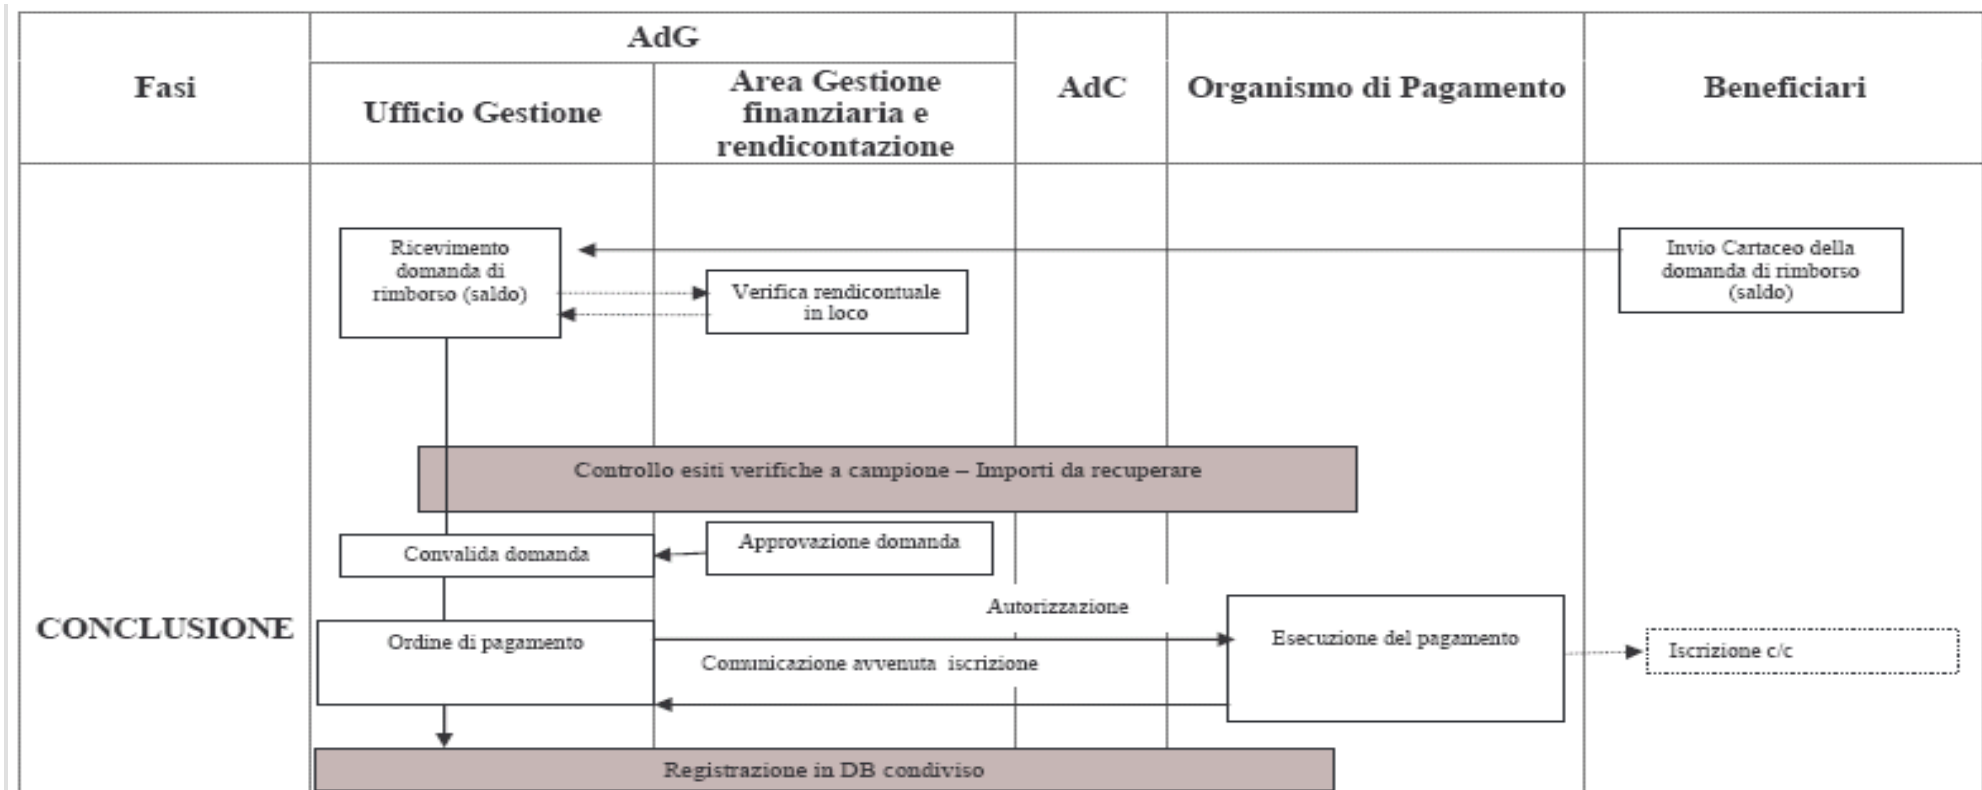 AdG
Fasi
Ufficio Gestione
Area Gestione
finanziaria e
rendicontazione
AdC
Organismo di Pagamento
Beneficiari
Ricevimento
domanda di
rimborso (saldo)
Verifica rendicontuale
in loco
Invio Cartaceo della
domanda di rimborso
(saldo)
Controllo esiti verifiche a campione – Importi da recuperare
Convalida domanda
Approvazione domanda
CONCLUSIONE
Autorizzazione
Ordine di pagamento
Comunicazione avvenuta iscrizione
Esecuzione del pagamento
Iscrizione c/c
Registrazione in DB condiviso